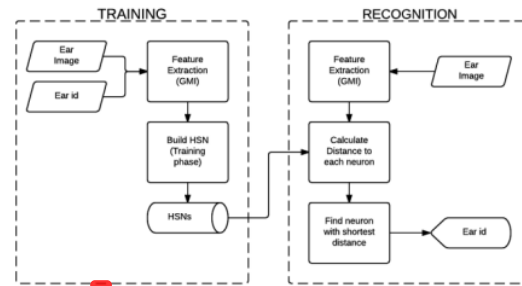 TRAINING
Ear
Image
Ear id
Feature
Extraction
(GMI)
Build HSN
(Training
phase)
HSNs
RECOGNITION
Feature
Extraction
(GMI)
Ear
Image
Calculate
Distance to
each neuron
Find neuron
with shortest
distance
Ear id